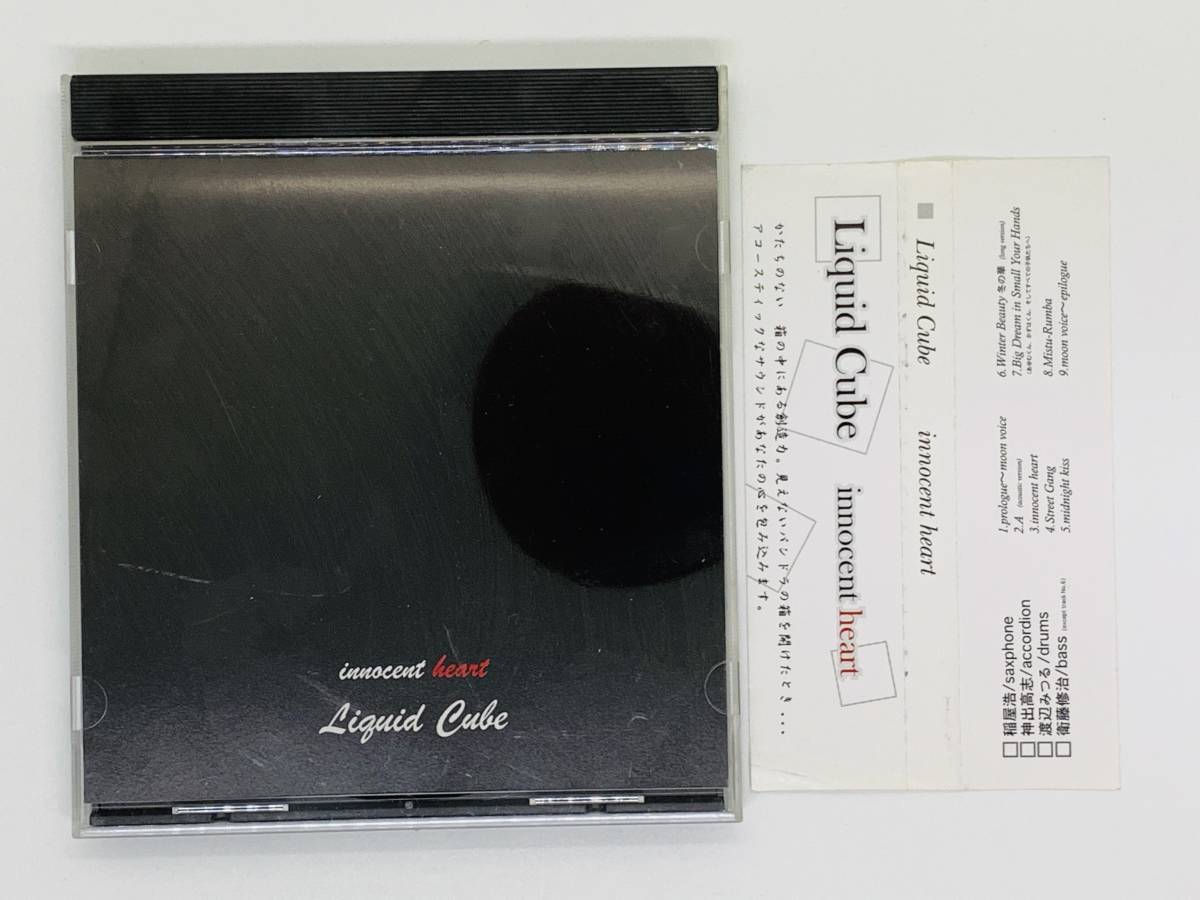 innocent heart
Liquid Cube
Liquid Cube innocent heart
かたちのない 箱の中にある創造力。見えないパンドラの箱を開けたとき・・・
アコースティックなサウンドがあなたの心を包み込みます。
Liquid Cube innocent heart
6.Winter Beauty 冬の華 (long version)
7.Big Dream in Small Your Hands
8.Mistu-Rumba
9.moon voice〜epilogue
1.prologue〜moon voice
2.A (acoustic version)
3.innocent heart
4.Street Gang
5.midnight kiss
稲屋浩/saxphone
神出高志/accordion
渡辺みつる/drums
衛藤修治/bass (except track No.6)